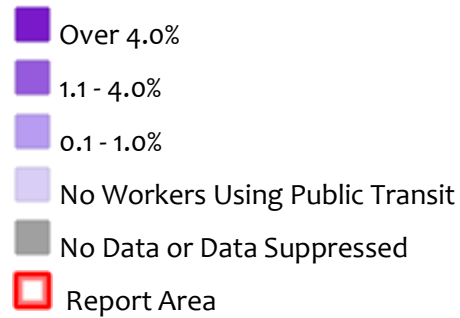 Over 4.0%
1.1 - 4.0%
0.1 - 1.0%
No Workers Using Public Transit
No Data or Data Suppressed
Report Area